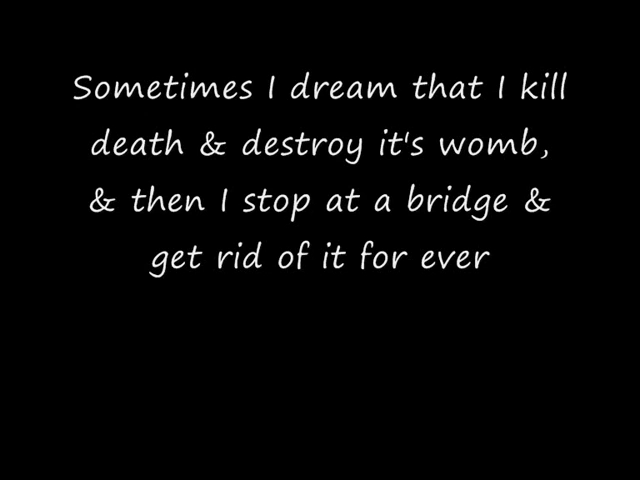 Sometimes I dream that I kill
death & destroy it's womb,
& then I stop at a bridge &
get rid of it for ever